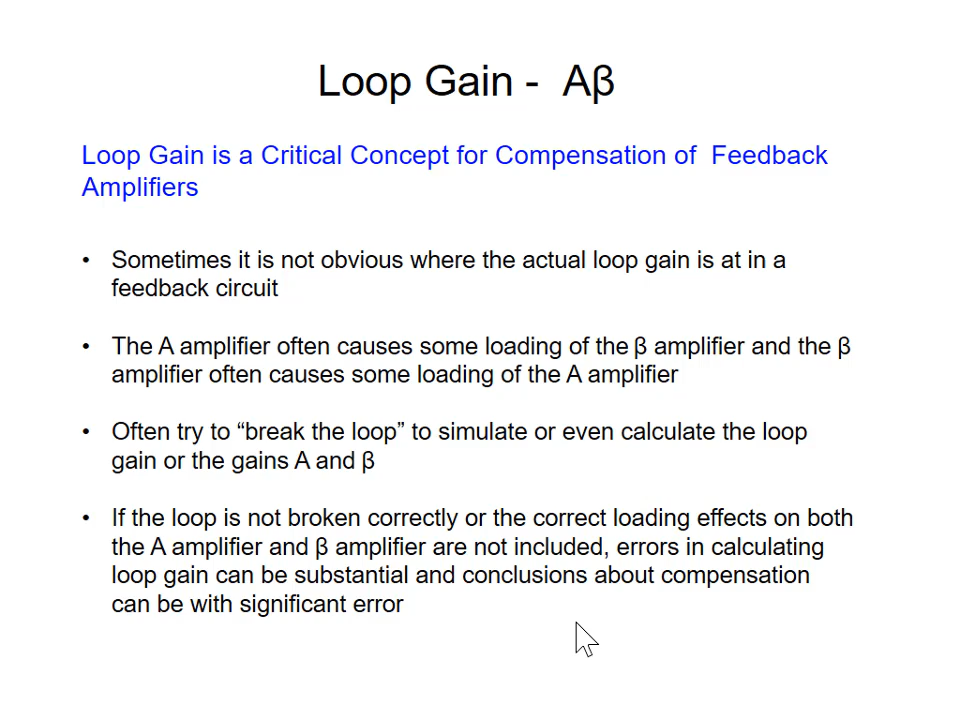 Loop Gain - Aβ
Loop Gain is a Critical Concept for Compensation of Feedback
Amplifiers
• Sometimes it is not obvious where the actual loop gain is at in a
feedback circuit
• The A amplifier often causes some loading of the β amplifier and the β
amplifier often causes some loading of the A amplifier
• Often try to “break the loop” to simulate or even calculate the loop
gain or the gains A and β
• If the loop is not broken correctly or the correct loading effects on both
the A amplifier and β amplifier are not included, errors in calculating
loop gain can be substantial and conclusions about compensation
can be with significant error